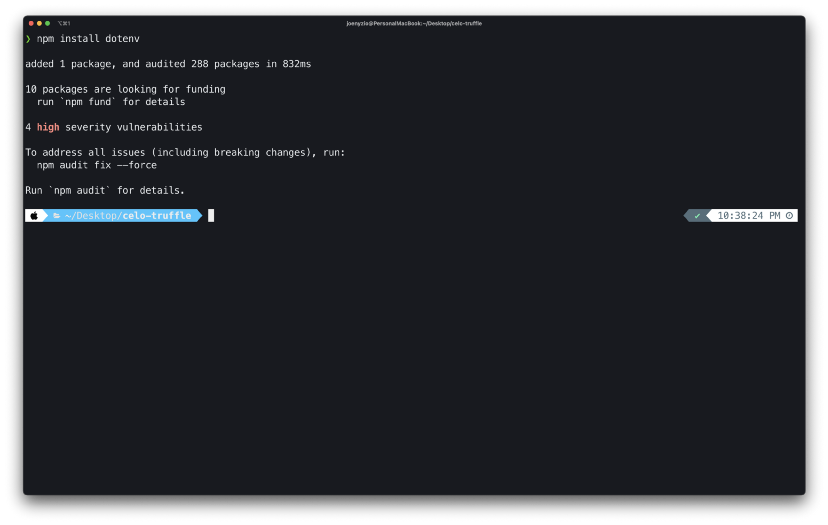 ⌥⌘1
joenyzio@PersonalMacBook:~/Desktop/celo-truffle
❯ npm install dotenv
added 1 package, and audited 288 packages in 832ms
10 packages are looking for funding
run `npm fund` for details
4 high severity vulnerabilities
To address all issues (including breaking changes), run:
npm audit fix --force
Run `npm audit` for details.
~/Desktop/celo-truffle ✔ 10:38:24 PM